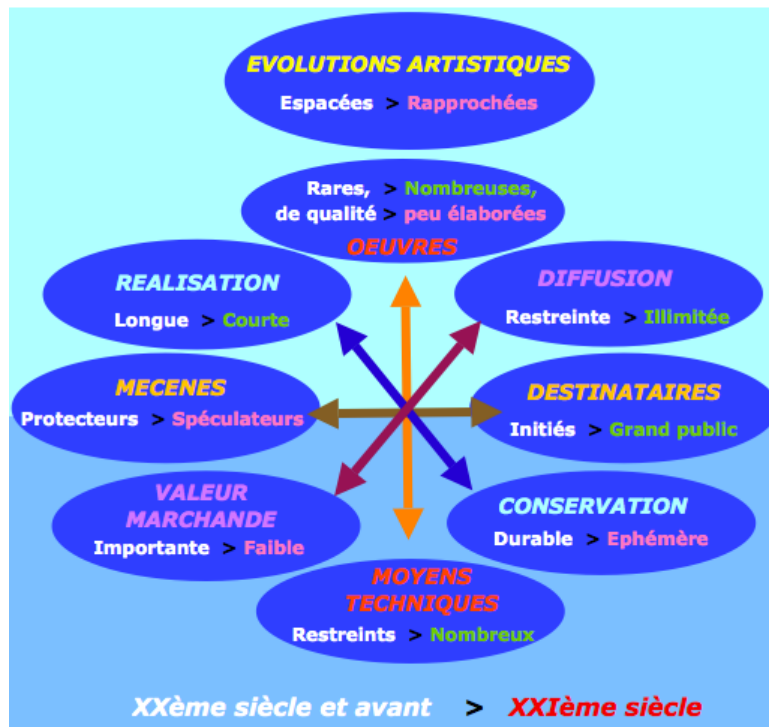 EVOLUTIONS ARTISTIQUES
Espacées > Rapprochées
Rares, > Nombreuses,
de qualité > peu élaborées
OEUVRES
REALISATION
Longue > Courte
DIFFUSION
Restreinte > Illimitée
MECENES
Protecteurs > Spéculateurs
DESTINATAIRES
Initiés > Grand public
VALEUR
MARCHANDE
Importante > Faible
CONSERVATION
Durable > Ephémère
MOYENS
TECHNIQUES
Restreints > Nombreux
XXème siècle et avant > XXIème siècle